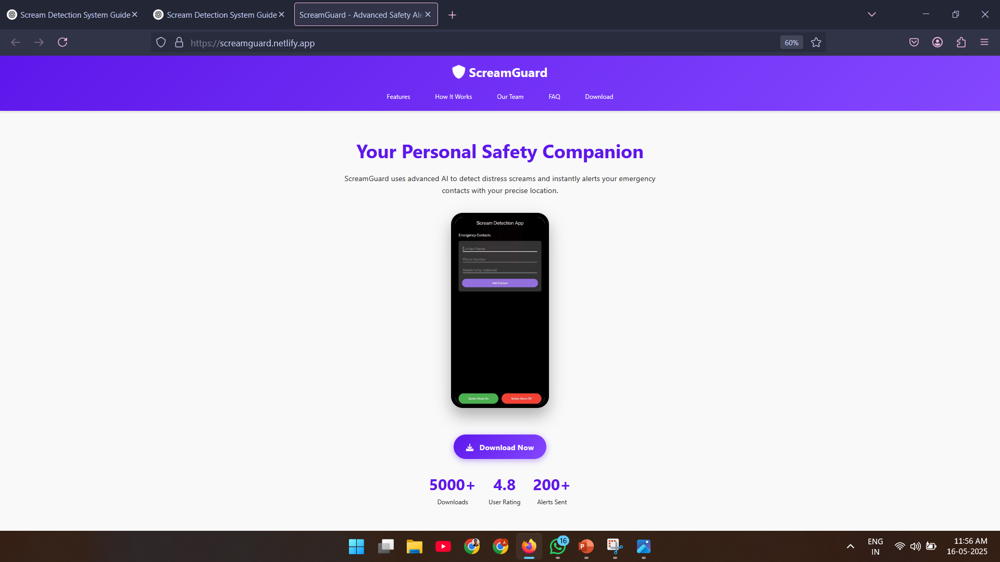 Scream Detection System Guide
Scream Detection System Guide
ScreamGuard - Advanced Safety Ale
https://screamguard.netlify.app
60%
ScreamGuard
Features How It Works Our Team FAQ Download
Your Personal Safety Companion
ScreamGuard uses advanced AI to detect distress screams and instantly alerts your emergency
contacts with your precise location.
Scream Detection App
Emergency Contacts
Contact Name
Phone Number
Relationship (optional)
Add Contact
Safety Mode On Safety Mode Off
Download Now
5000+ 4.8 200+
Downloads User Rating Alerts Sent
A
16
P
ENG
IN
11:56 AM
16-05-2025